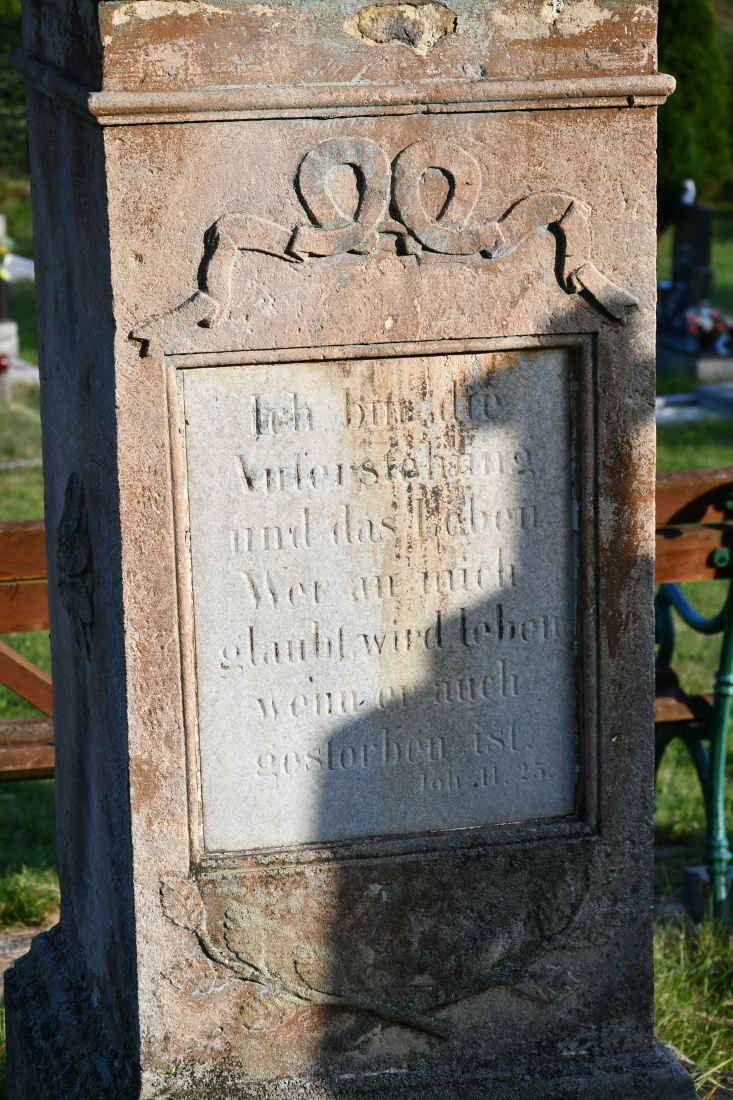 Ich bin die
Auferstehung
und das Leben.
Wer an mich
glaubt, wird leben
wenn er auch
gestorben ist.
Joh. 11. 25.